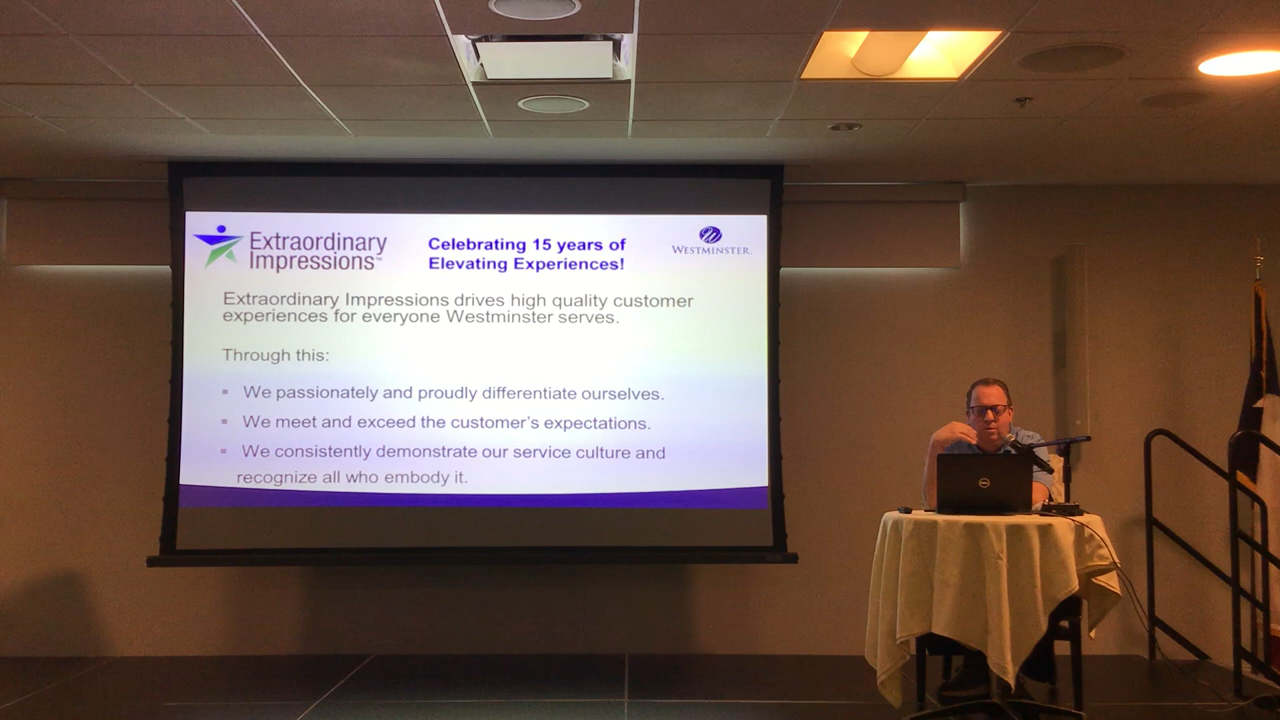 Extraordinary
Impressions™
Celebrating 15 years of
Elevating Experiences!
WESTMINSTER.
Extraordinary Impressions drives high quality customer
experiences for everyone Westminster serves.
Through this:
▪ We passionately and proudly differentiate ourselves.
▪ We meet and exceed the customer's expectations.
▪ We consistently demonstrate our service culture and
recognize all who embody it.
DELL